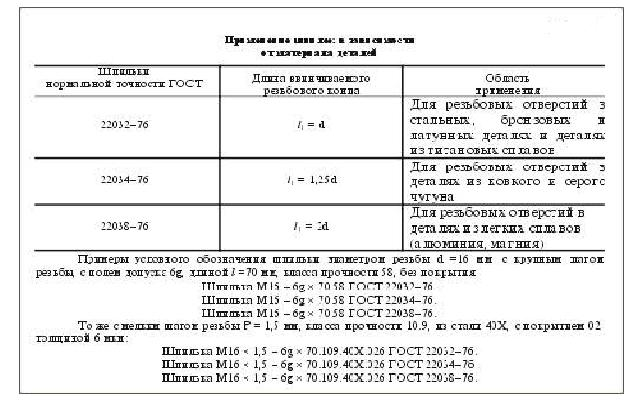 Применение шпилек в зависимости
от материала деталей
Шпильки
нормальной точности ГОСТ
Длина ввинчиваемого
резьбового конца
Область
применения
22032–76
l₁ = d
Для резьбовых отверстий в
стальных, бронзовых и
латунных деталях и деталях
из титановых сплавов
22034–76
l₁ = 1,25d
Для резьбовых отверстий в
деталях из ковкого и серого
чугуна
22038–76
l₁ = 2d
Для резьбовых отверстий в
деталях из легких сплавов
(алюминия, магния)
Примеры условного обозначения шпильки диаметром резьбы d =16 мм с крупным шагом
резьбы, с полем допуска 6g, длиной l =70 мм, класса прочности 58, без покрытия
Шпилька М16 – 6g × 70.58 ГОСТ 22032–76.
Шпилька М16 – 6g × 70.58 ГОСТ 22034–76.
Шпилька М16 – 6g × 70.58 ГОСТ 22038–76.
То же с мелким шагом резьбы P = 1,5 мм, класса прочности 10.9, из стали 40Х, с покрытием 02
толщиной 6 мкм:
Шпилька М16 × 1,5 – 6g × 70.109.40Х.026 ГОСТ 22032–76.
Шпилька М16 × 1,5 – 6g × 70.109.40Х.026 ГОСТ 22034–76
Шпилька М16 × 1,5 – 6g × 70.109.40Х.026 ГОСТ 22038–76.